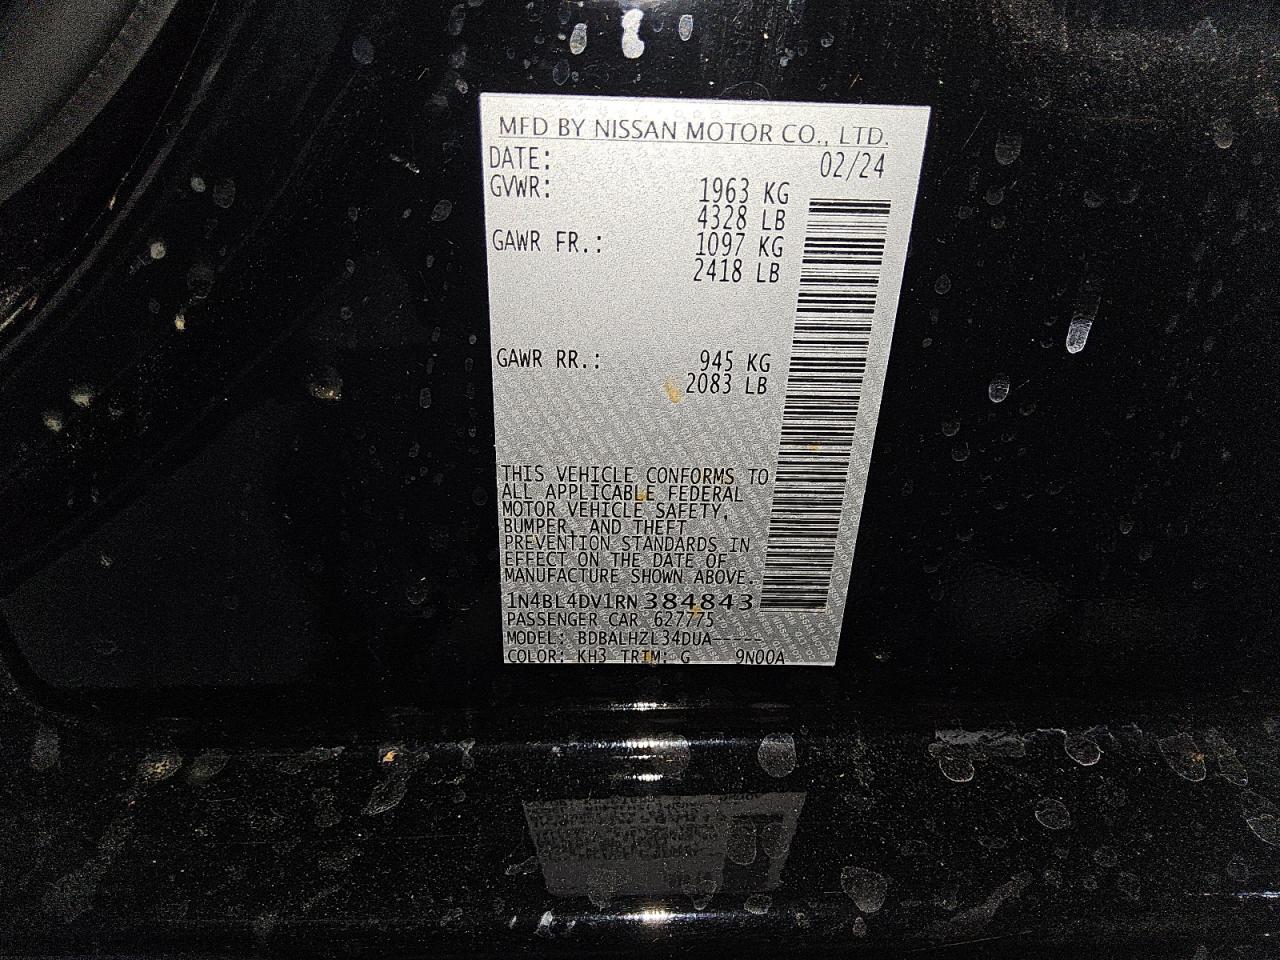 MFD BY NISSAN MOTOR CO., LTD.
DATE: 02/24
GVWR: 1963 KG
4328 LB
GAWR FR.: 1097 KG
2418 LB
GAWR RR.: 945 KG
2083 LB
THIS VEHICLE CONFORMS TO
ALL APPLICABLE FEDERAL
MOTOR VEHICLE SAFETY,
BUMPER, AND THEFT
PREVENTION STANDARDS IN
EFFECT ON THE DATE OF
MANUFACTURE SHOWN ABOVE.
1N4BL4DV1RN384843
PASSENGER CAR 627775
MODEL: BDBALHZL34DUA-----
COLOR: KH3 TRIM: G 9N00A